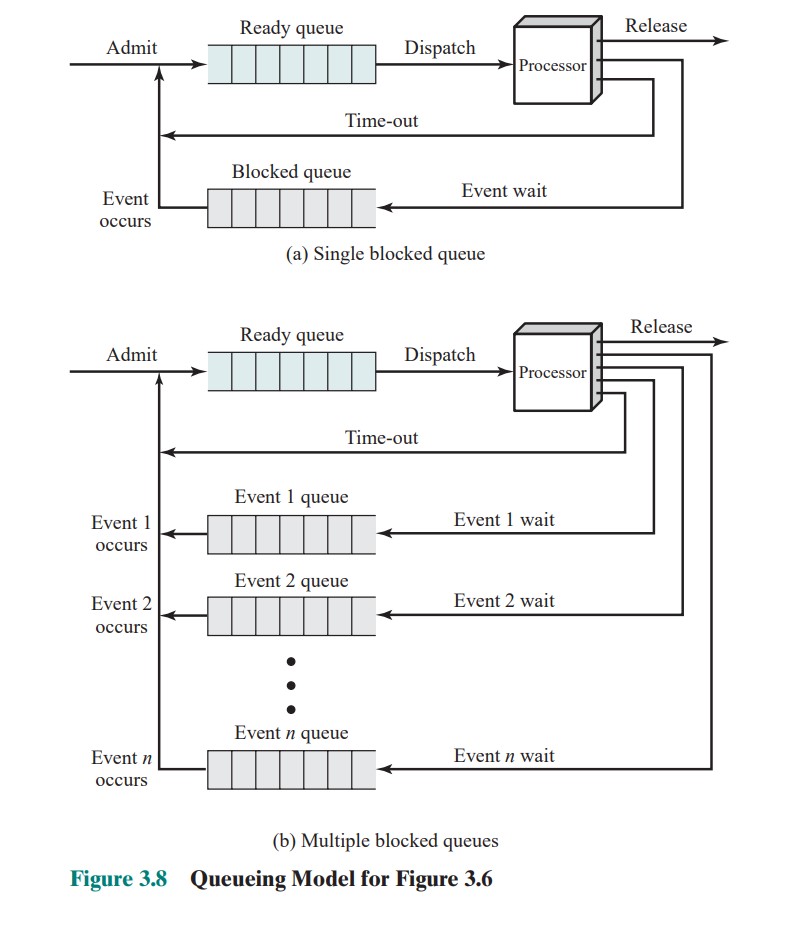 Ready queue
Release
Admit
Dispatch
Processor
Time-out
Blocked queue
Event wait
Event
occurs
(a) Single blocked queue
Ready queue
Release
Admit
Dispatch
Processor
Time-out
Event 1 queue
Event 1
occurs
Event 1 wait
Event 2 queue
Event 2
occurs
Event 2 wait
Event n queue
Event n
occurs
Event n wait
(b) Multiple blocked queues
Figure 3.8 Queueing Model for Figure 3.6